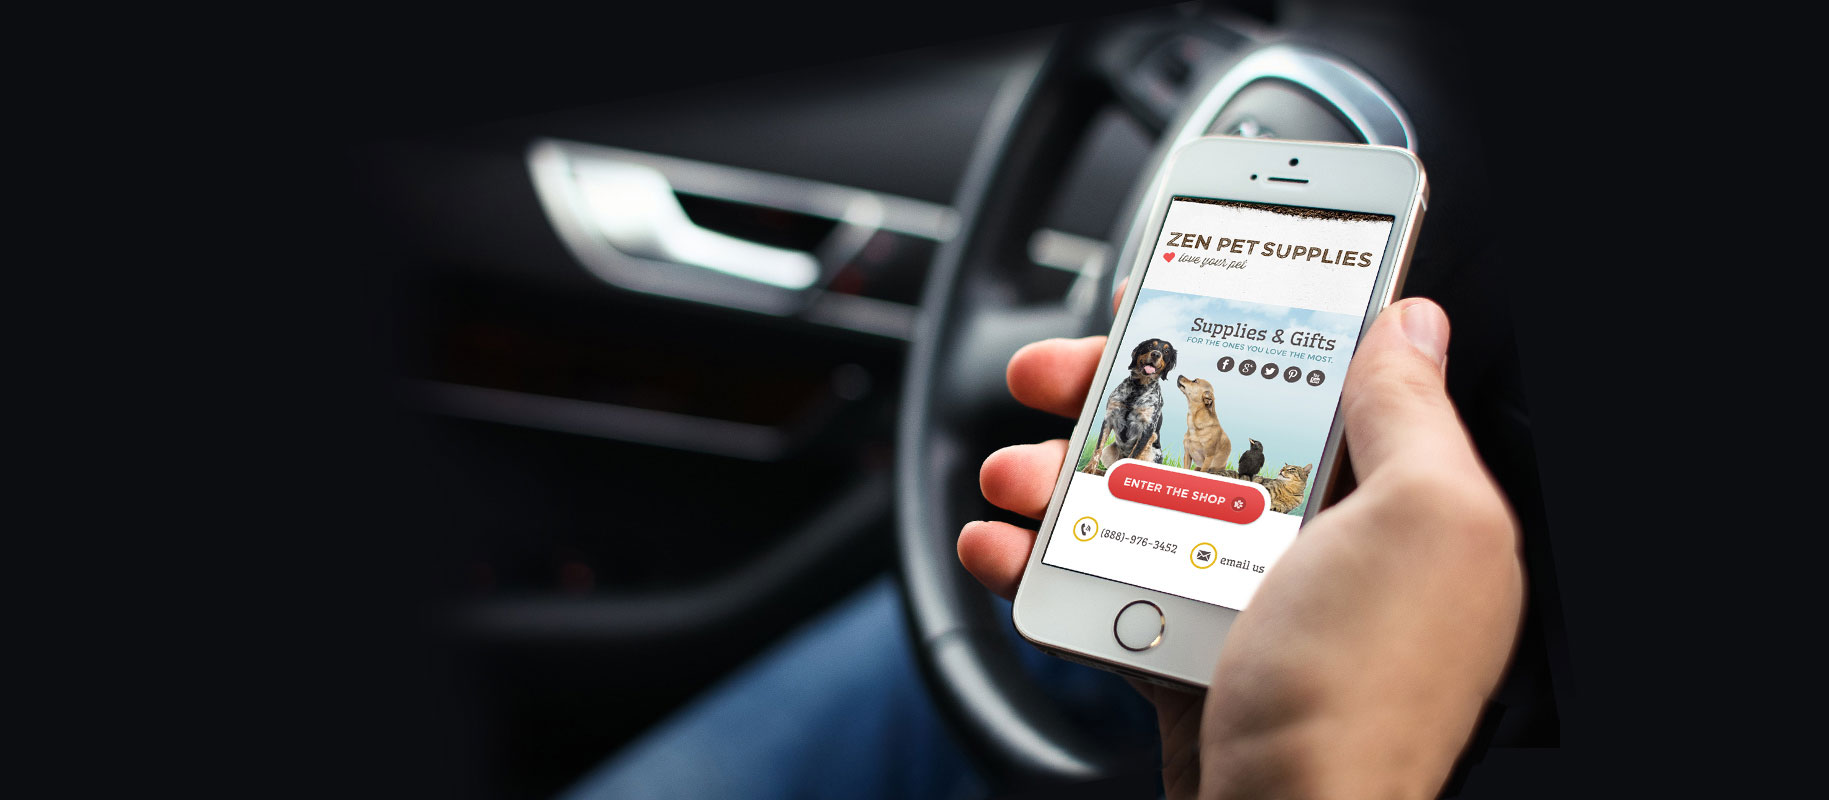 ZEN PET SUPPLIES
love your pet
Supplies & Gifts
FOR THE ONES YOU LOVE THE MOST.
ENTER THE SHOP
(888)-976-3452
email us